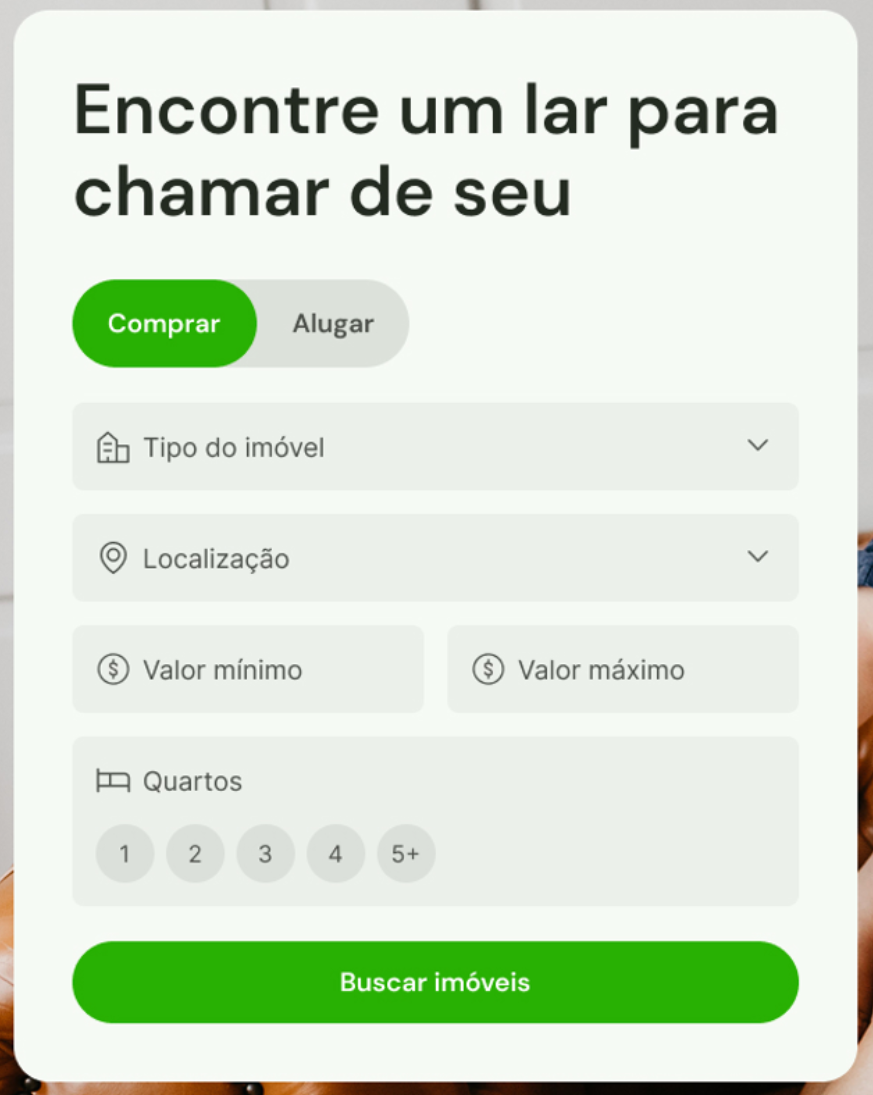 Encontre um lar para
chamar de seu
Comprar Alugar
Tipo do imóvel
Localização
Valor mínimo Valor máximo
Quartos
1 2 3 4 5+
Buscar imóveis